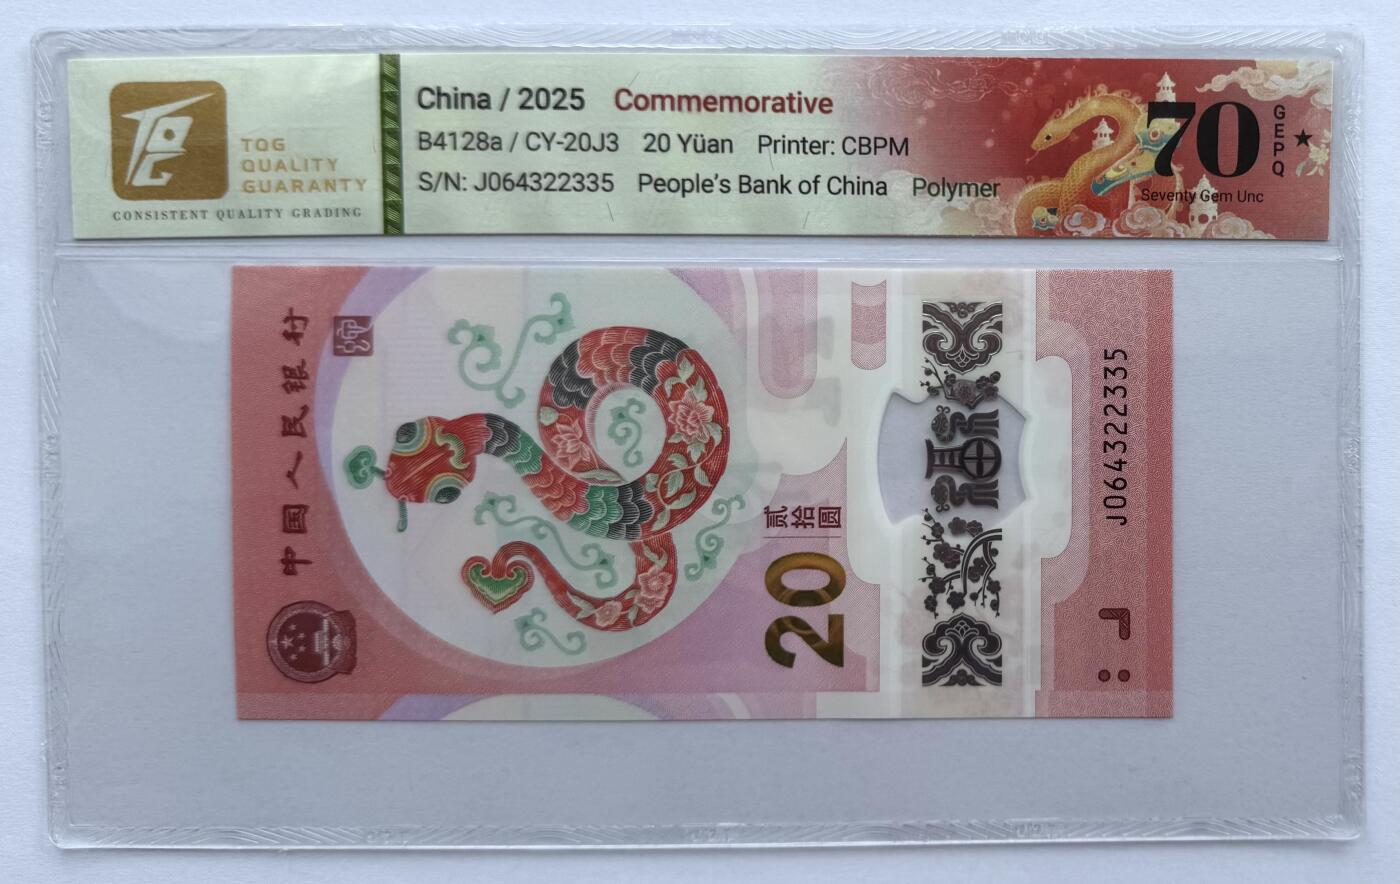 TQG
QUALITY
GUARANTY
CONSISTENT QUALITY GRADING
China / 2025 Commemorative
B4128a / CY-20J3 20 Yüan Printer: CBPM
S/N: J064322335 People's Bank of China Polymer
70
GEPQ ★
Seventy Gem Unc
中国人民银行
贰拾圆
20
J064322335